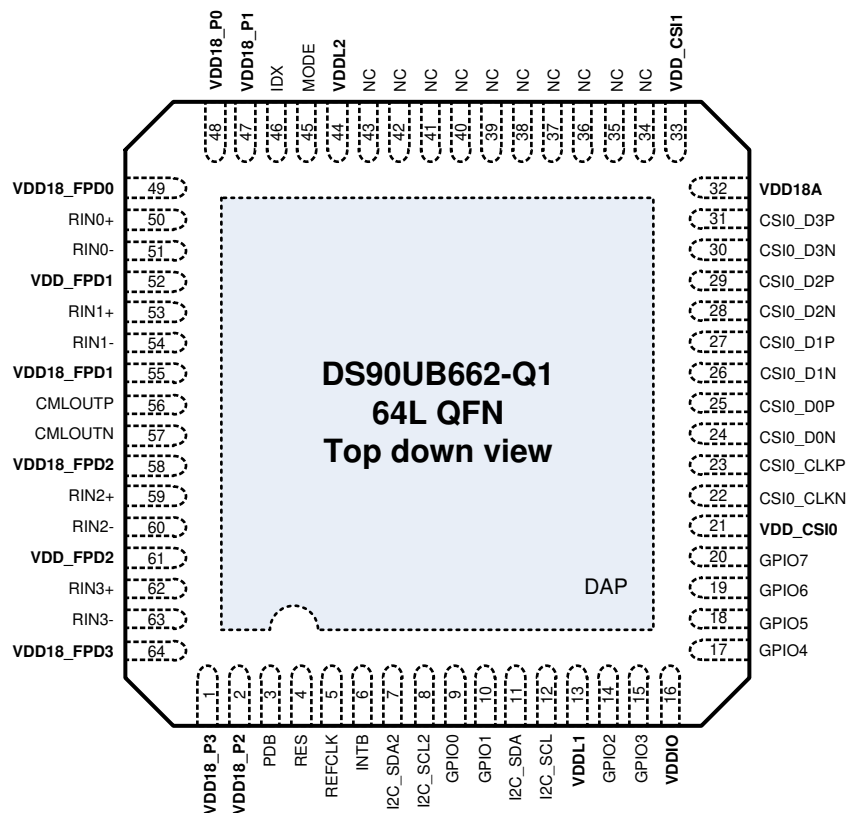 VDD18_P0
VDD18_P1
IDX
MODE
VDDL2
NC
NC
NC
NC
NC
NC
NC
NC
NC
NC
VDD_CSI1
48
47
46
45
44
43
42
41
40
39
38
37
36
35
34
33
VDD18_FPD0 49
RIN0+ 50
RIN0- 51
VDD_FPD1 52
RIN1+ 53
RIN1- 54
VDD18_FPD1 55
CMLOUTP 56
CMLOUTN 57
VDD18_FPD2 58
RIN2+ 59
RIN2- 60
VDD_FPD2 61
RIN3+ 62
RIN3- 63
VDD18_FPD3 64
DS90UB662-Q1
64L QFN
Top down view
DAP
32 VDD18A
31 CSI0_D3P
30 CSI0_D3N
29 CSI0_D2P
28 CSI0_D2N
27 CSI0_D1P
26 CSI0_D1N
25 CSI0_D0P
24 CSI0_D0N
23 CSI0_CLKP
22 CSI0_CLKN
21 VDD_CSI0
20 GPIO7
19 GPIO6
18 GPIO5
17 GPIO4
1
2
3
4
5
6
7
8
9
10
11
12
13
14
15
16
VDD18_P3
VDD18_P2
PDB
RES
REFCLK
INTB
I2C_SDA2
I2C_SCL2
GPIO0
GPIO1
I2C_SDA
I2C_SCL
VDDL1
GPIO2
GPIO3
VDDIO